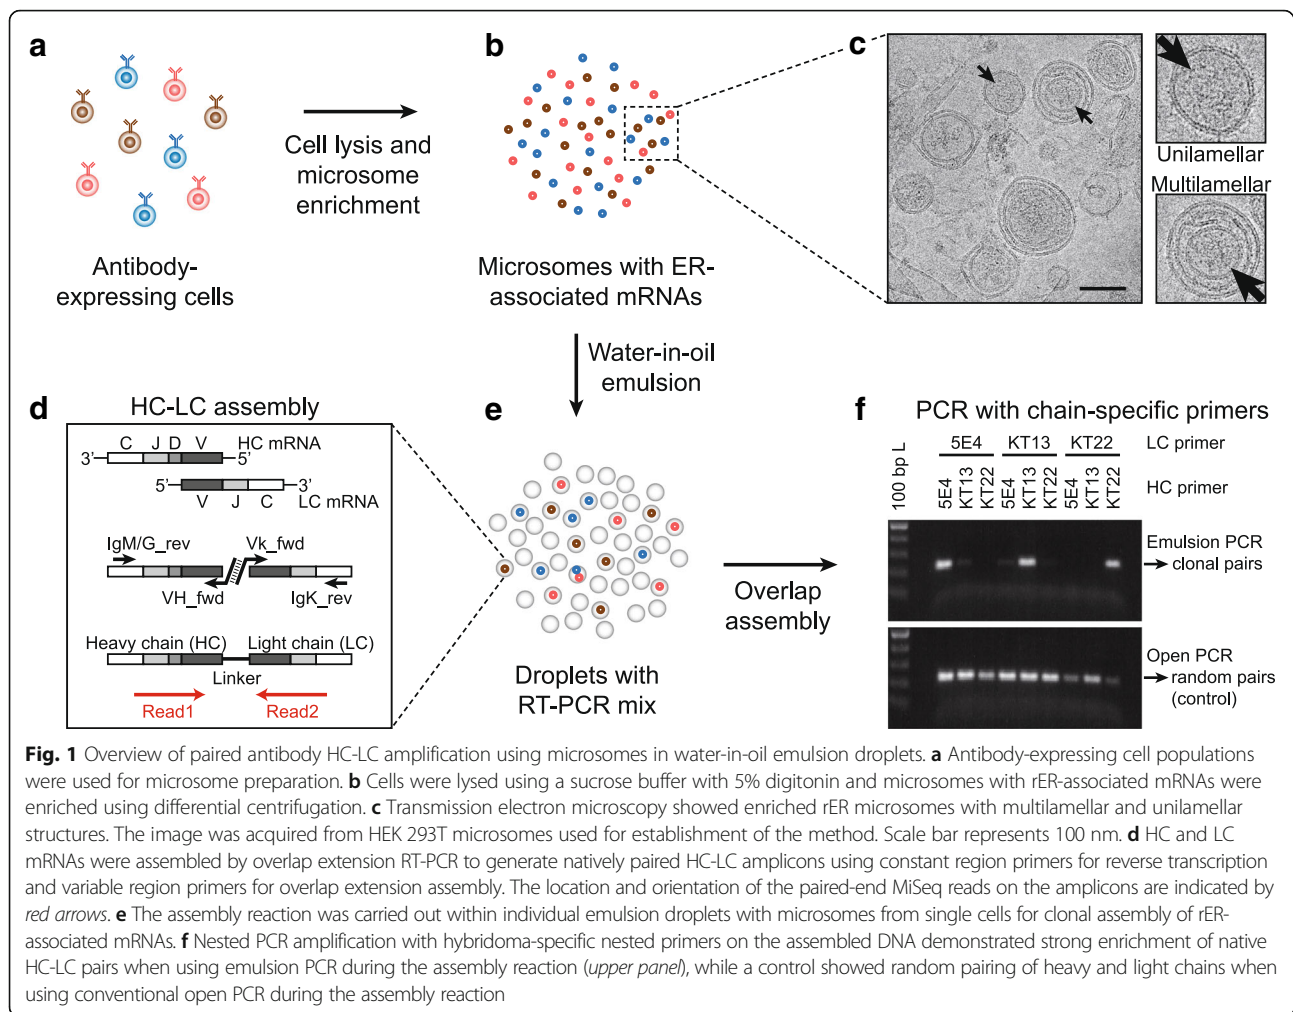 a
Antibody-
expressing cells
Cell lysis and
microsome
enrichment
b
Microsomes with ER-
associated mRNAs
c
Unilamellar
Multilamellar
Water-in-oil
emulsion
d
HC-LC assembly
C J D V HC mRNA
3’ 5’
5’ 3’
V J C LC mRNA
IgM/G_rev Vk_fwd
VH_fwd IgK_rev
Heavy chain (HC) Light chain (LC)
Linker
Read1 Read2
e
Droplets with
RT-PCR mix
Overlap
assembly
f
PCR with chain-specific primers
5E4 KT13 KT22 LC primer
100 bp L
5E4 KT13 KT22 5E4 KT13 KT22 5E4 KT13 KT22 HC primer
Emulsion PCR
clonal pairs
Open PCR
random pairs
(control)
Fig. 1 Overview of paired antibody HC-LC amplification using microsomes in water-in-oil emulsion droplets. a Antibody-expressing cell populations
were used for microsome preparation. b Cells were lysed using a sucrose buffer with 5% digitonin and microsomes with rER-associated mRNAs were
enriched using differential centrifugation. c Transmission electron microscopy showed enriched rER microsomes with multilamellar and unilamellar
structures. The image was acquired from HEK 293T microsomes used for establishment of the method. Scale bar represents 100 nm. d HC and LC
mRNAs were assembled by overlap extension RT-PCR to generate natively paired HC-LC amplicons using constant region primers for reverse transcription
and variable region primers for overlap extension assembly. The location and orientation of the paired-end MiSeq reads on the amplicons are indicated by
red arrows. e The assembly reaction was carried out within individual emulsion droplets with microsomes from single cells for clonal assembly of rER-
associated mRNAs. f Nested PCR amplification with hybridoma-specific nested primers on the assembled DNA demonstrated strong enrichment of native
HC-LC pairs when using emulsion PCR during the assembly reaction (upper panel), while a control showed random pairing of heavy and light chains when
using conventional open PCR during the assembly reaction